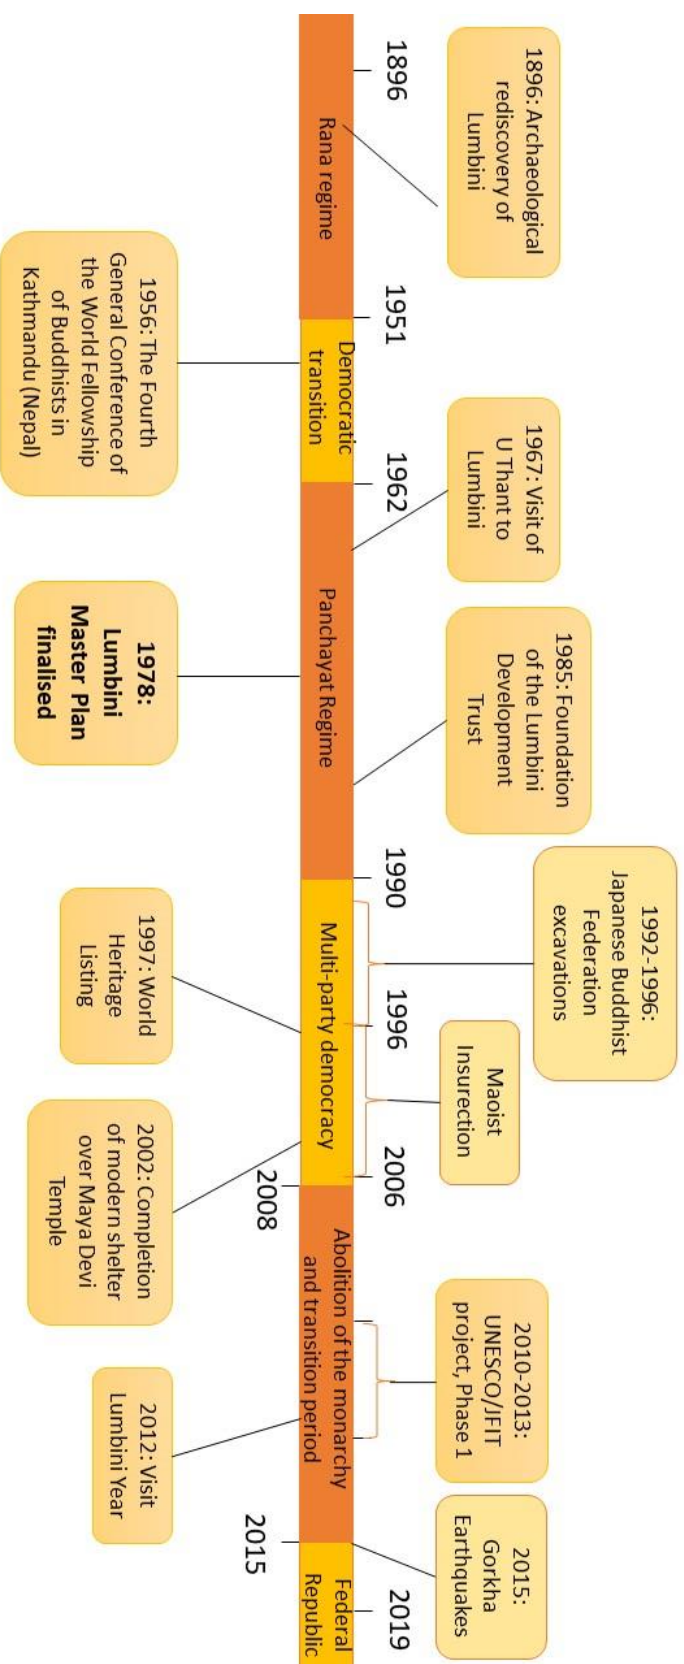 1896: Archaeological
rediscovery of
Lumbini
1967: Visit of
U Thant to
Lumbini
1985: Foundation
of the Lumbini
Development
Trust
1992-1996:
Japanese Buddhist
Federation
excavations
Maoist
Insurection
2010-2013:
UNESCO/JFIT
project, Phase 1
2015:
Gorkha
Earthquakes
1896
1951
1962
1990
1996
2006
2019
Rana regime
Democratic
transition
Panchayat Regime
Multi-party democracy
Abolition of the monarchy
and transition period
Federal
Republic
2008
2015
1956: The Fourth
General Conference of
the World Fellowship
of Buddhists in
Kathmandu (Nepal)
1978:
Lumbini
Master Plan
finalised
1997: World
Heritage
Listing
2002: Completion
of modern shelter
over Maya Devi
Temple
2012: Visit
Lumbini Year